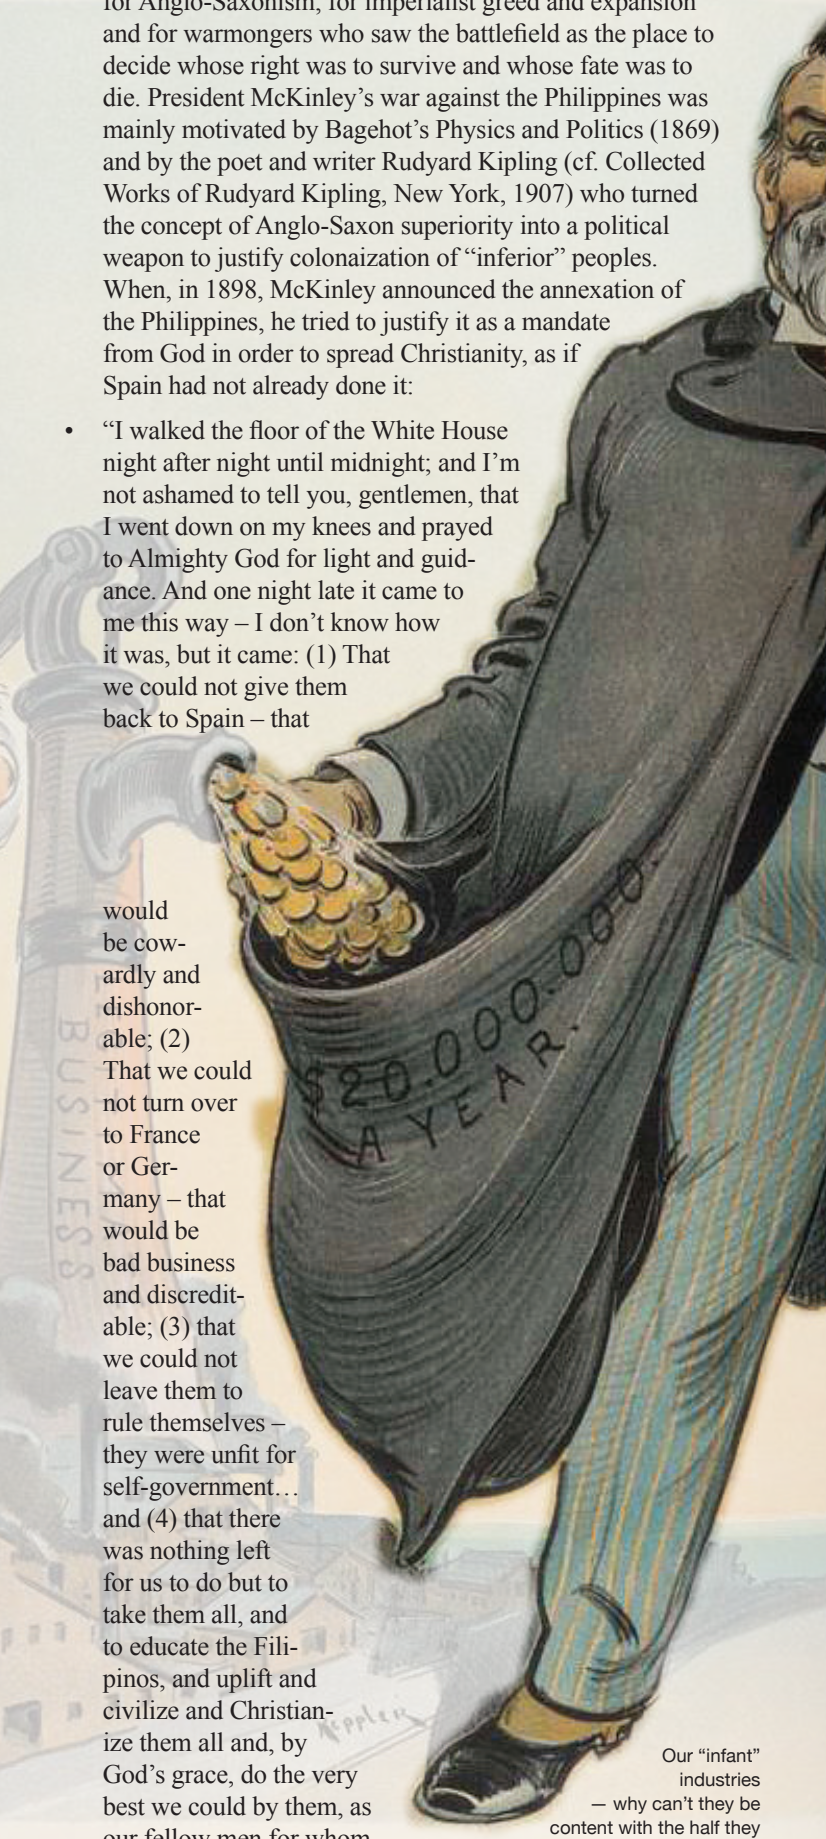 for Anglo-Saxonism, for imperialist greed and expansion
and for warmongers who saw the battlefield as the place to
decide whose right was to survive and whose fate was to
die. President McKinley’s war against the Philippines was
mainly motivated by Bagehot’s Physics and Politics (1869)
and by the poet and writer Rudyard Kipling (cf. Collected
Works of Rudyard Kipling, New York, 1907) who turned
the concept of Anglo-Saxon superiority into a political
weapon to justify colonaization of “inferior” peoples.
When, in 1898, McKinley announced the annexation of
the Philippines, he tried to justify it as a mandate
from God in order to spread Christianity, as if
Spain had not already done it:
• “I walked the floor of the White House
night after night until midnight; and I’m
not ashamed to tell you, gentlemen, that
I went down on my knees and prayed
to Almighty God for light and guid-
ance. And one night late it came to
me this way – I don’t know how
it was, but it came: (1) That
we could not give them
back to Spain – that
would
be cow-
ardly and
dishonor-
able; (2)
That we could
not turn over
to France
or Ger-
many – that
would be
bad business
and discredit-
able; (3) that
we could not
leave them to
rule themselves –
they were unfit for
self-government…
and (4) that there
was nothing left
for us to do but to
take them all, and
to educate the Fili-
pinos, and uplift and
civilize and Christian-
ize them all and, by
God’s grace, do the very
best we could by them, as
our fellow men for whom
$20.000.000.
A YEAR.
BUSINESS
Keppler
Our “infant”
industries
— why can’t they be
content with the half they